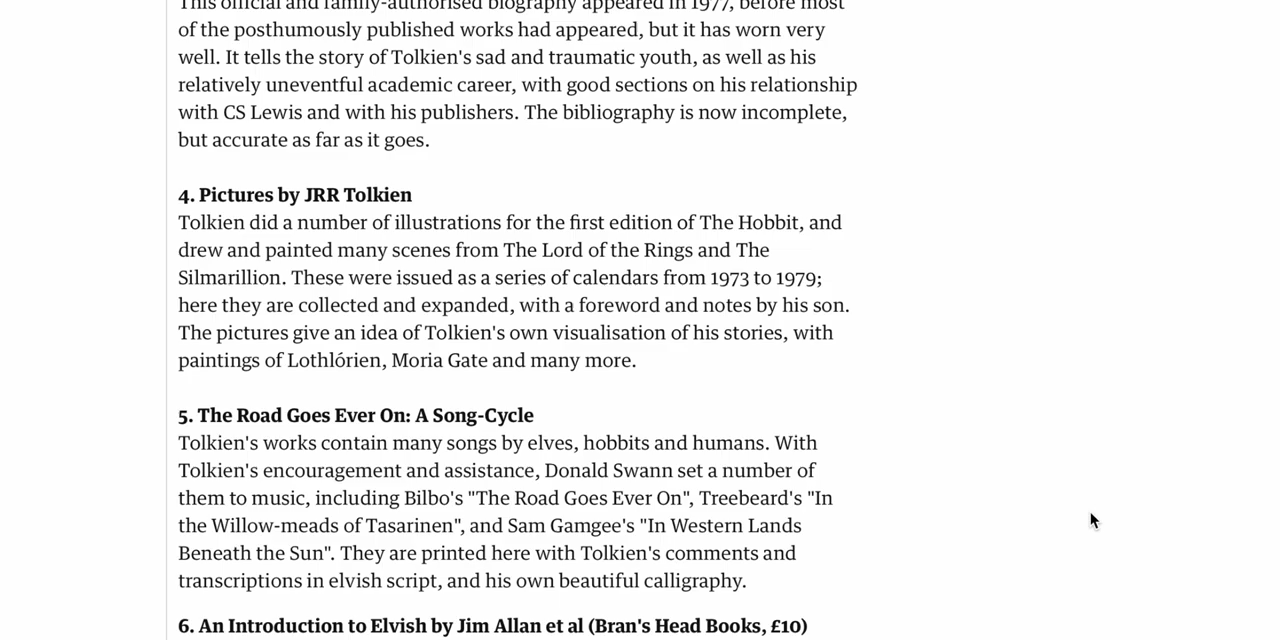 This official and family-authorised biography appeared in 1977, before most
of the posthumously published works had appeared, but it has worn very
well. It tells the story of Tolkien's sad and traumatic youth, as well as his
relatively uneventful academic career, with good sections on his relationship
with CS Lewis and with his publishers. The bibliography is now incomplete,
but accurate as far as it goes.
4. Pictures by JRR Tolkien
Tolkien did a number of illustrations for the first edition of The Hobbit, and
drew and painted many scenes from The Lord of the Rings and The
Silmarillion. These were issued as a series of calendars from 1973 to 1979;
here they are collected and expanded, with a foreword and notes by his son.
The pictures give an idea of Tolkien's own visualisation of his stories, with
paintings of Lothlórien, Moria Gate and many more.
5. The Road Goes Ever On: A Song-Cycle
Tolkien's works contain many songs by elves, hobbits and humans. With
Tolkien's encouragement and assistance, Donald Swann set a number of
them to music, including Bilbo's "The Road Goes Ever On", Treebeard's "In
the Willow-meads of Tasarinen", and Sam Gamgee's "In Western Lands
Beneath the Sun". They are printed here with Tolkien's comments and
transcriptions in elvish script, and his own beautiful calligraphy.
6. An Introduction to Elvish by Jim Allan et al (Bran's Head Books, £10)